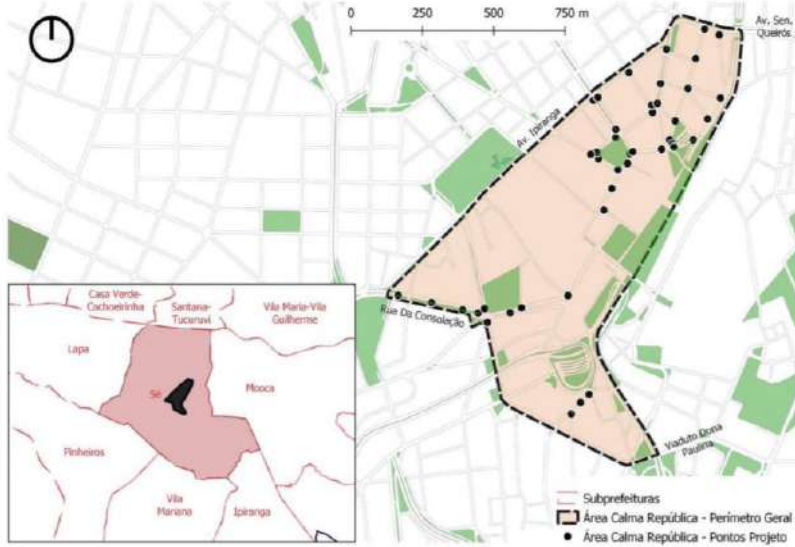 0 250 500 750 m
Av. Sen.
Queirós
Av. Ipiranga
Rua Da Consolação
Viaduto Dona
Paulina
Casa Verde-
Cachoeirinha
Santana-
Tucuruvi
Vila Maria-Vila
Guilherme
Lapa
Sé
Mooca
Pinheiros
Vila
Mariana
Ipiranga
Subprefeituras
Área Calma República - Perímetro Geral
Área Calma República - Pontos Projeto